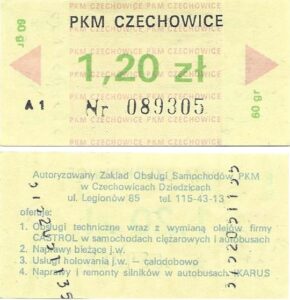 PKM CZECHOWICE
60 gr
1,20 zł
60 gr
A 1 Nr 089305
Autoryzowany Zakład Obsługi Samochodów PKM
w Czechowicach Dziedzicach
ul. Legionów 85 tel. 115-43-13
oferuje:
1. Obsługi techniczne wraz z wymianą olejów firmy
CASTROL w samochodach ciężarowych i autobusach
2. Naprawy bieżące j.w.
3. Usługi holowania j.w. – całodobowo
4. Naprawy i remonty silników w autobusach IKARUS